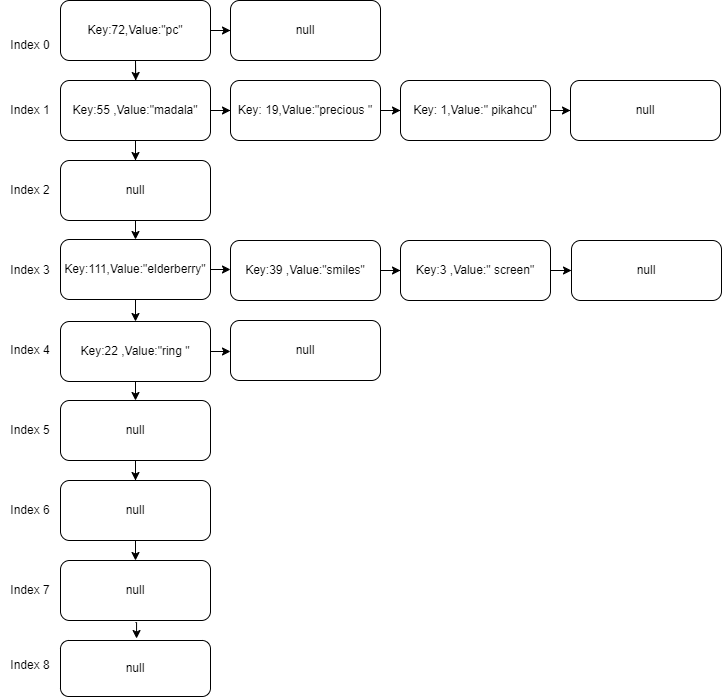 Index 0 Key:72,Value:"pc" null
Index 1 Key:55 ,Value:"madala" Key: 19,Value:"precious " Key: 1,Value:" pikahcu" null
Index 2 null
Index 3 Key:111,Value:"elderberry" Key:39 ,Value:"smiles" Key:3 ,Value:" screen" null
Index 4 Key:22 ,Value:"ring " null
Index 5 null
Index 6 null
Index 7 null
Index 8 null